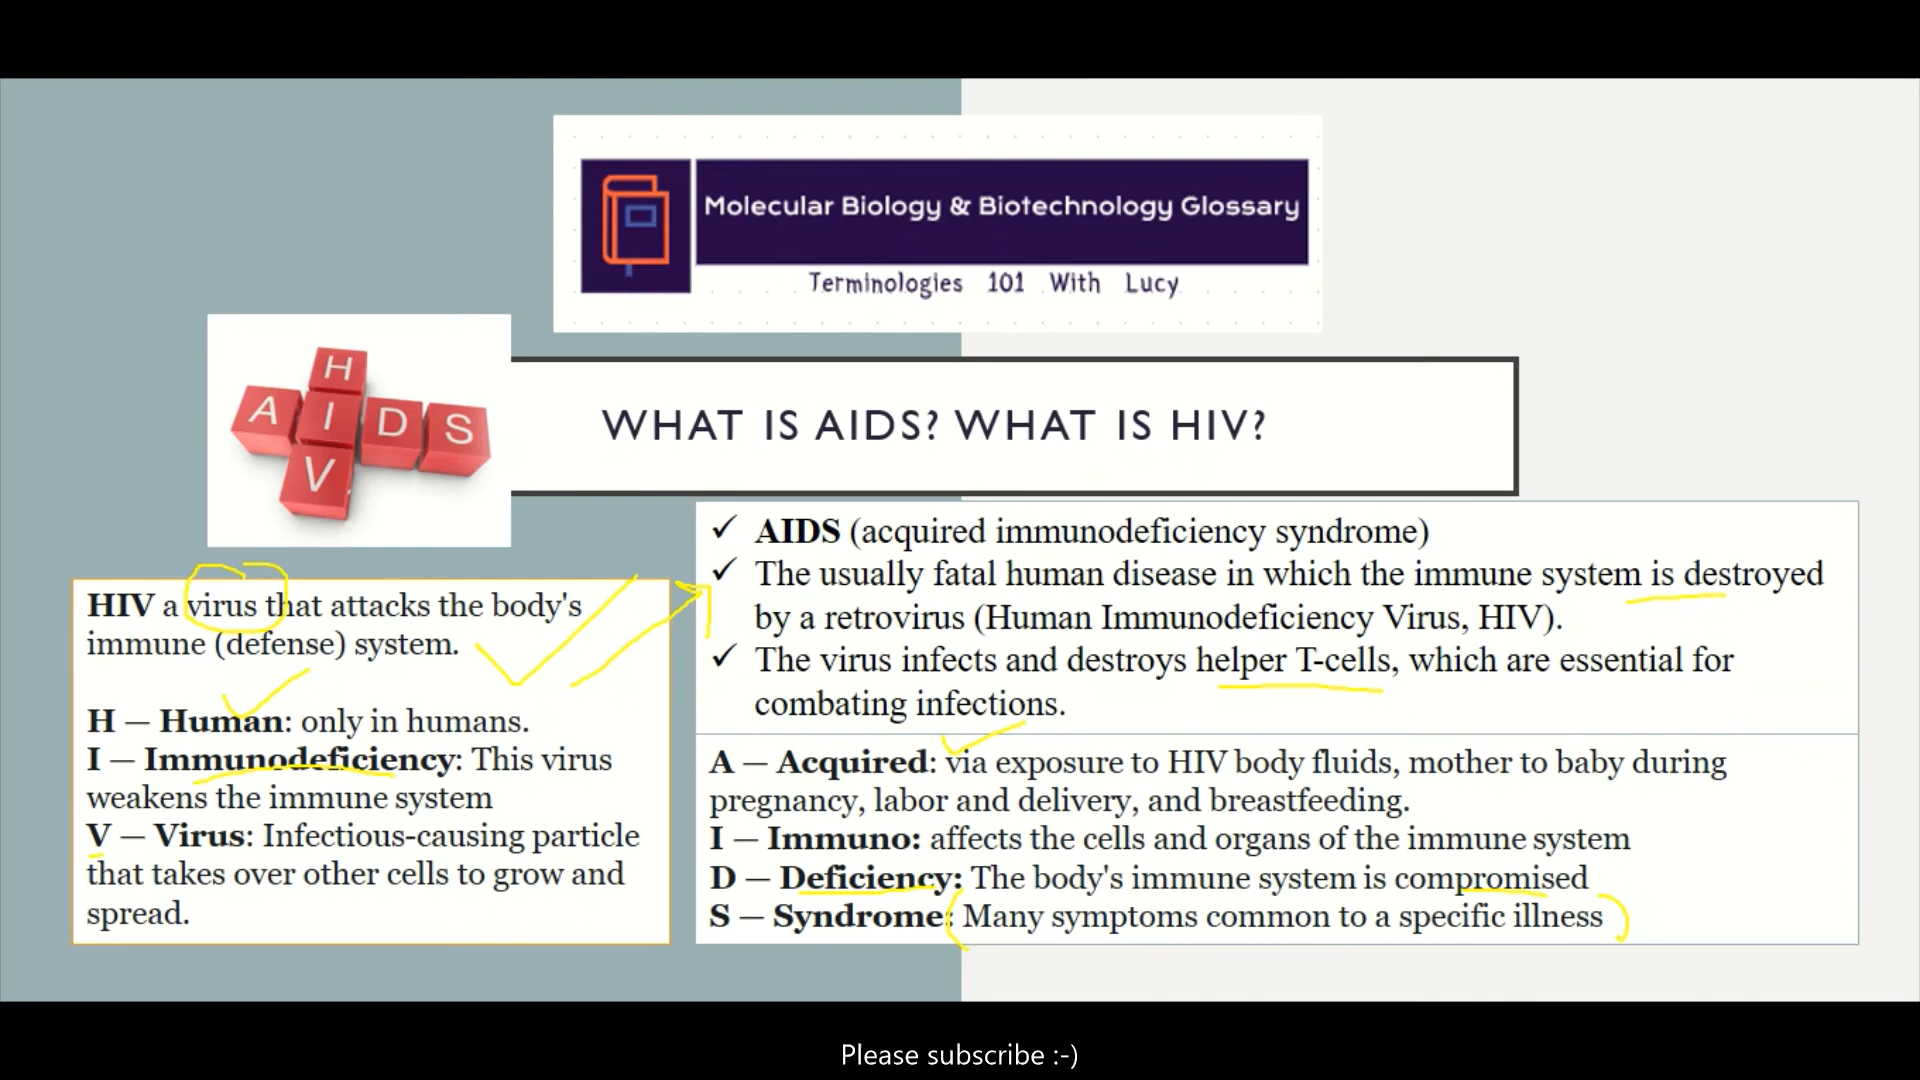 Molecular Biology & Biotechnology Glossary
Terminologies 101 With Lucy
H
A I D S
V
WHAT IS AIDS? WHAT IS HIV?
HIV a virus that attacks the body's
immune (defense) system.
H — Human: only in humans.
I — Immunodeficiency: This virus
weakens the immune system
V — Virus: Infectious-causing particle
that takes over other cells to grow and
spread.
✓ AIDS (acquired immunodeficiency syndrome)
✓ The usually fatal human disease in which the immune system is destroyed
by a retrovirus (Human Immunodeficiency Virus, HIV).
✓ The virus infects and destroys helper T-cells, which are essential for
combating infections.
A — Acquired: via exposure to HIV body fluids, mother to baby during
pregnancy, labor and delivery, and breastfeeding.
I — Immuno: affects the cells and organs of the immune system
D — Deficiency: The body's immune system is compromised
S — Syndrome: Many symptoms common to a specific illness
Please subscribe :-)